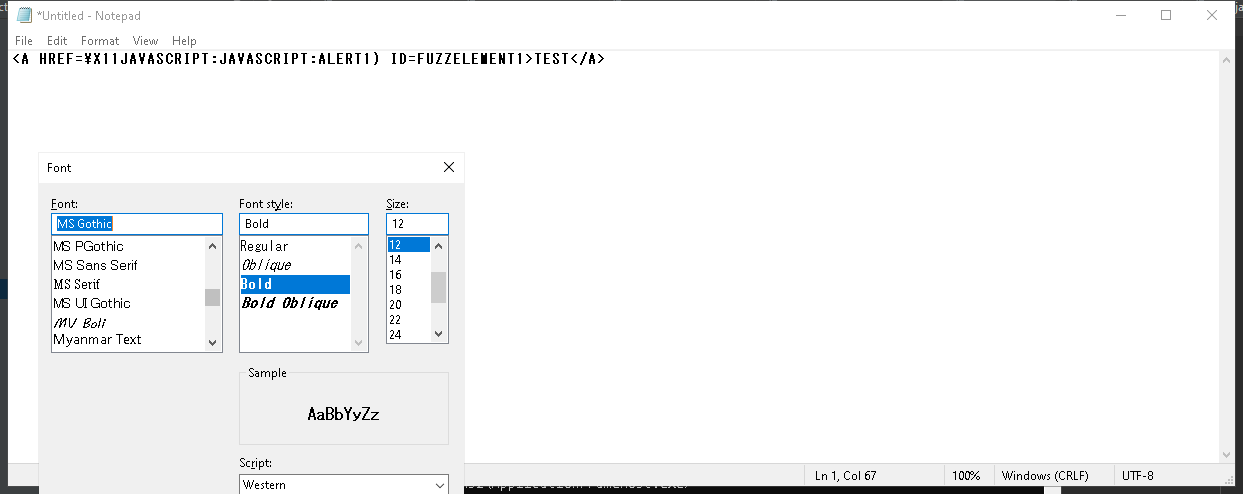 *Untitled - Notepad
File Edit Format View Help
<A HREF=¥X11JAVASCRIPT:JAVASCRIPT:ALERT1) ID=FUZZELEMENT1>TEST</A>
Font
Font: Font style: Size:
MS Gothic Bold 12
MS PGothic Regular 12
MS Sans Serif Oblique 14
MS Serif Bold 16
MS UI Gothic Bold Oblique 18
MV Boli 20
Myanmar Text 22
24
Sample
AaBbYyZz
Script:
Western
Ln 1, Col 67 100% Windows (CRLF) UTF-8